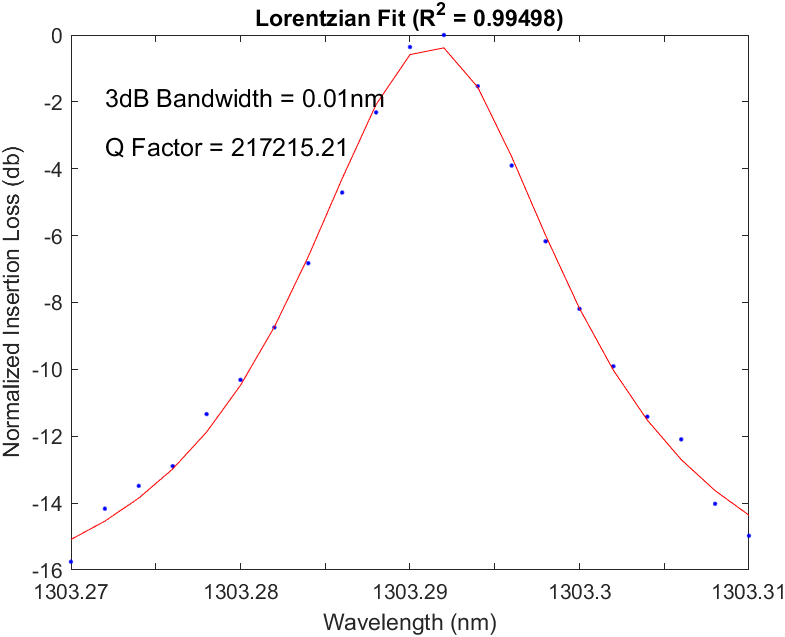 Lorentzian Fit (R² = 0.99498)
0
3dB Bandwidth = 0.01nm
-2
Q Factor = 217215.21
-4
-6
-8
-10
-12
-14
-16
Normalized Insertion Loss (db)
1303.27 1303.28 1303.29 1303.3 1303.31
Wavelength (nm)